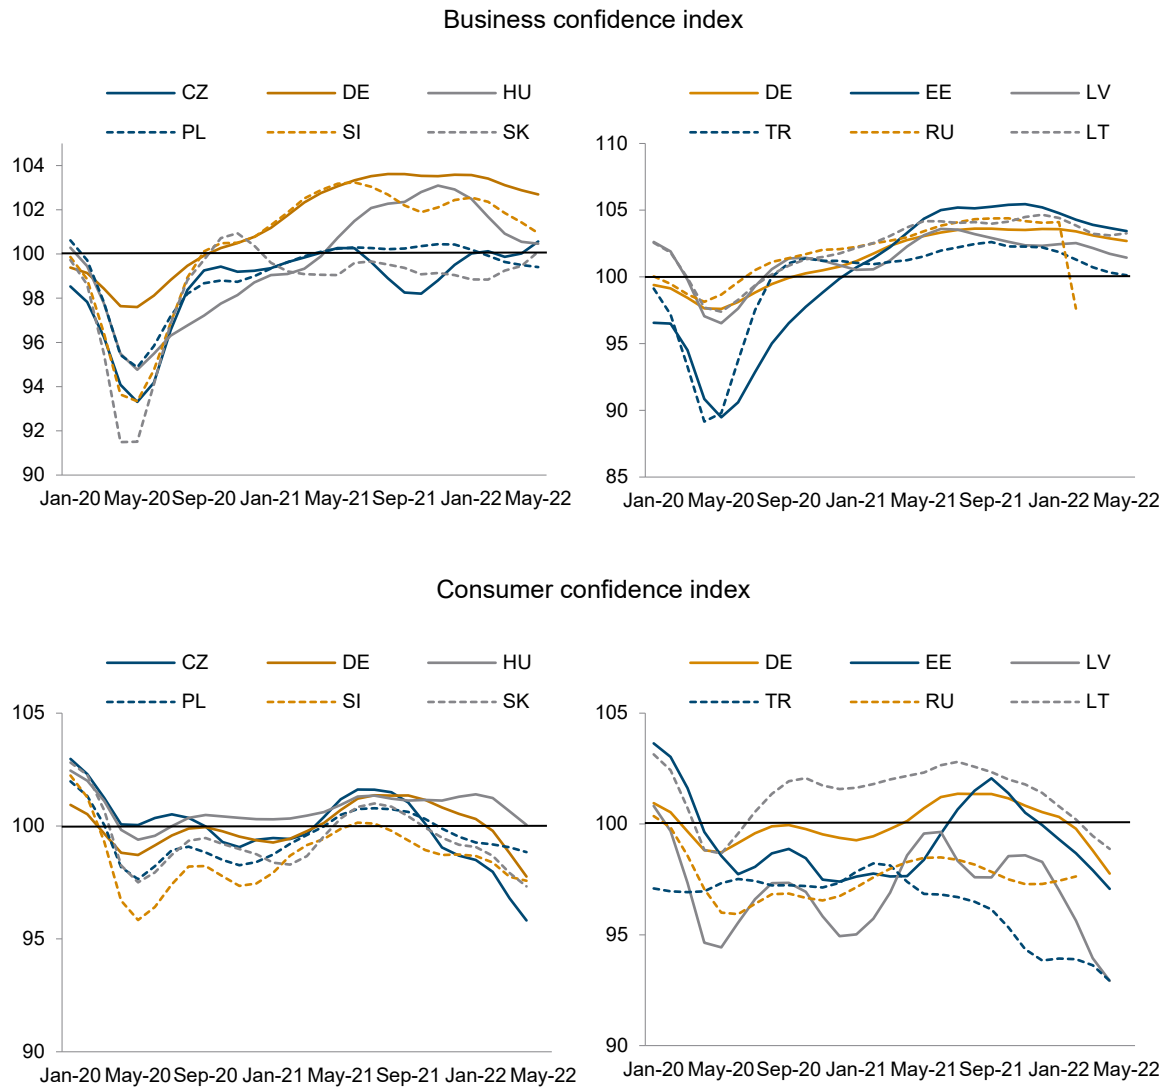 Business confidence index
CZ DE HU
PL SI SK
104
102
100
98
96
94
92
90
Jan-20 May-20 Sep-20 Jan-21 May-21 Sep-21 Jan-22 May-22
DE EE LV
TR RU LT
110
105
100
95
90
85
Jan-20 May-20 Sep-20 Jan-21 May-21 Sep-21 Jan-22 May-22
Consumer confidence index
CZ DE HU
PL SI SK
105
100
95
90
Jan-20 May-20 Sep-20 Jan-21 May-21 Sep-21 Jan-22 May-22
DE EE LV
TR RU LT
105
100
95
90
Jan-20 May-20 Sep-20 Jan-21 May-21 Sep-21 Jan-22 May-22